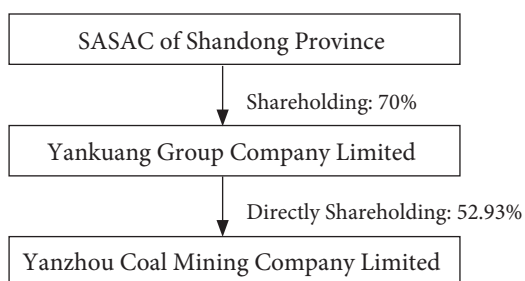 SASAC of Shandong Province
Shareholding: 70%
Yankuang Group Company Limited
Directly Shareholding: 52.93%
Yanzhou Coal Mining Company Limited